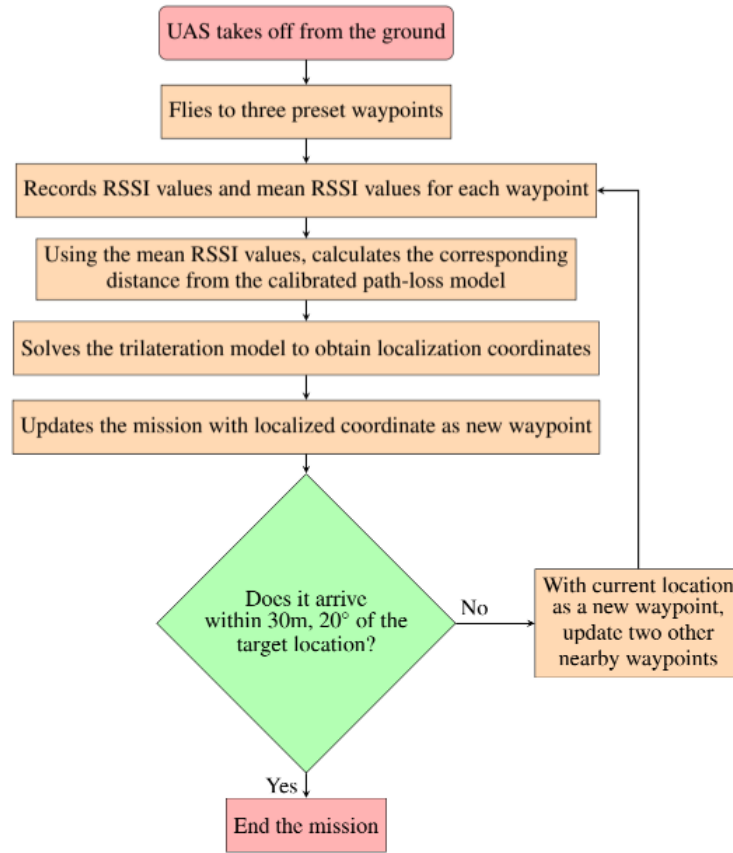 UAS takes off from the ground
Flies to three preset waypoints
Records RSSI values and mean RSSI values for each waypoint
Using the mean RSSI values, calculates the corresponding
distance from the calibrated path-loss model
Solves the trilateration model to obtain localization coordinates
Updates the mission with localized coordinate as new waypoint
Does it arrive
within 30m, 20° of the
target location?
No
With current location
as a new waypoint,
update two other
nearby waypoints
Yes
End the mission